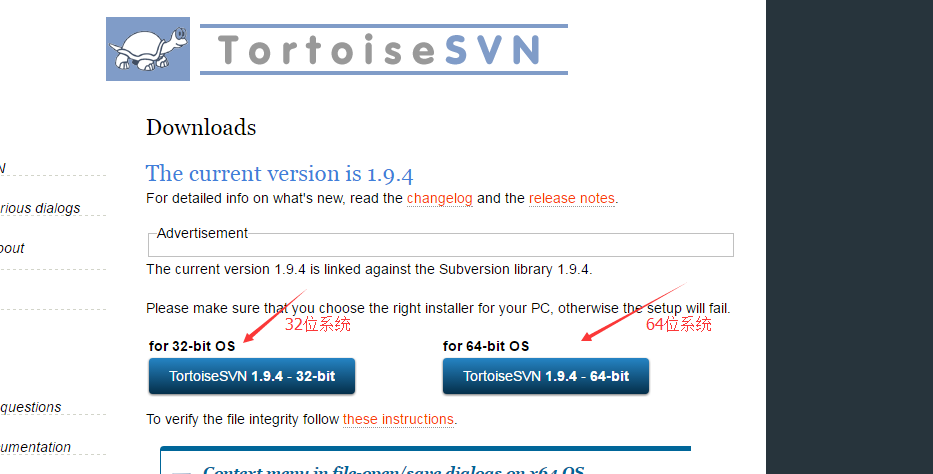 TortoiseSVN
Downloads
The current version is 1.9.4
For detailed info on what's new, read the changelog and the release notes.
Advertisement
The current version 1.9.4 is linked against the Subversion library 1.9.4.
Please make sure that you choose the right installer for your PC, otherwise the setup will fail.
32位系统
64位系统
for 32-bit OS
for 64-bit OS
TortoiseSVN 1.9.4 - 32-bit
TortoiseSVN 1.9.4 - 64-bit
To verify the file integrity follow these instructions.
Context menu in file-open/save dialogs on x64 OS
N
rious dialogs
bout
questions
umentation